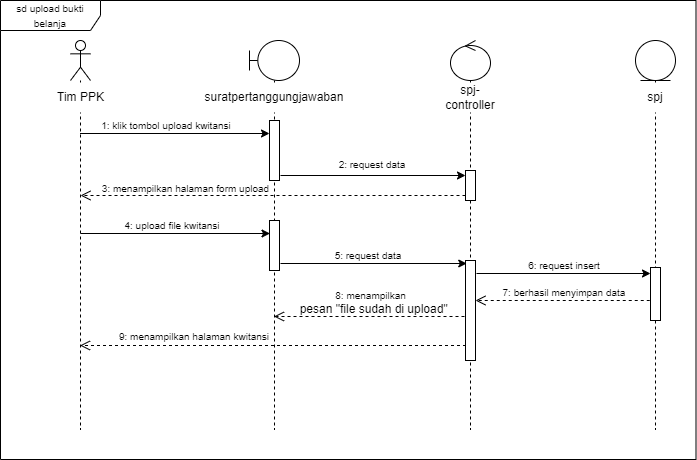 sd upload bukti
belanja
Tim PPK
suratpertanggungjawaban
spj-
controller
spj
1: klik tombol upload kwitansi
2: request data
3: menampilkan halaman form upload
4: upload file kwitansi
5: request data
6: request insert
7: berhasil menyimpan data
8: menampilkan
pesan "file sudah di upload"
9: menampilkan halaman kwitansi